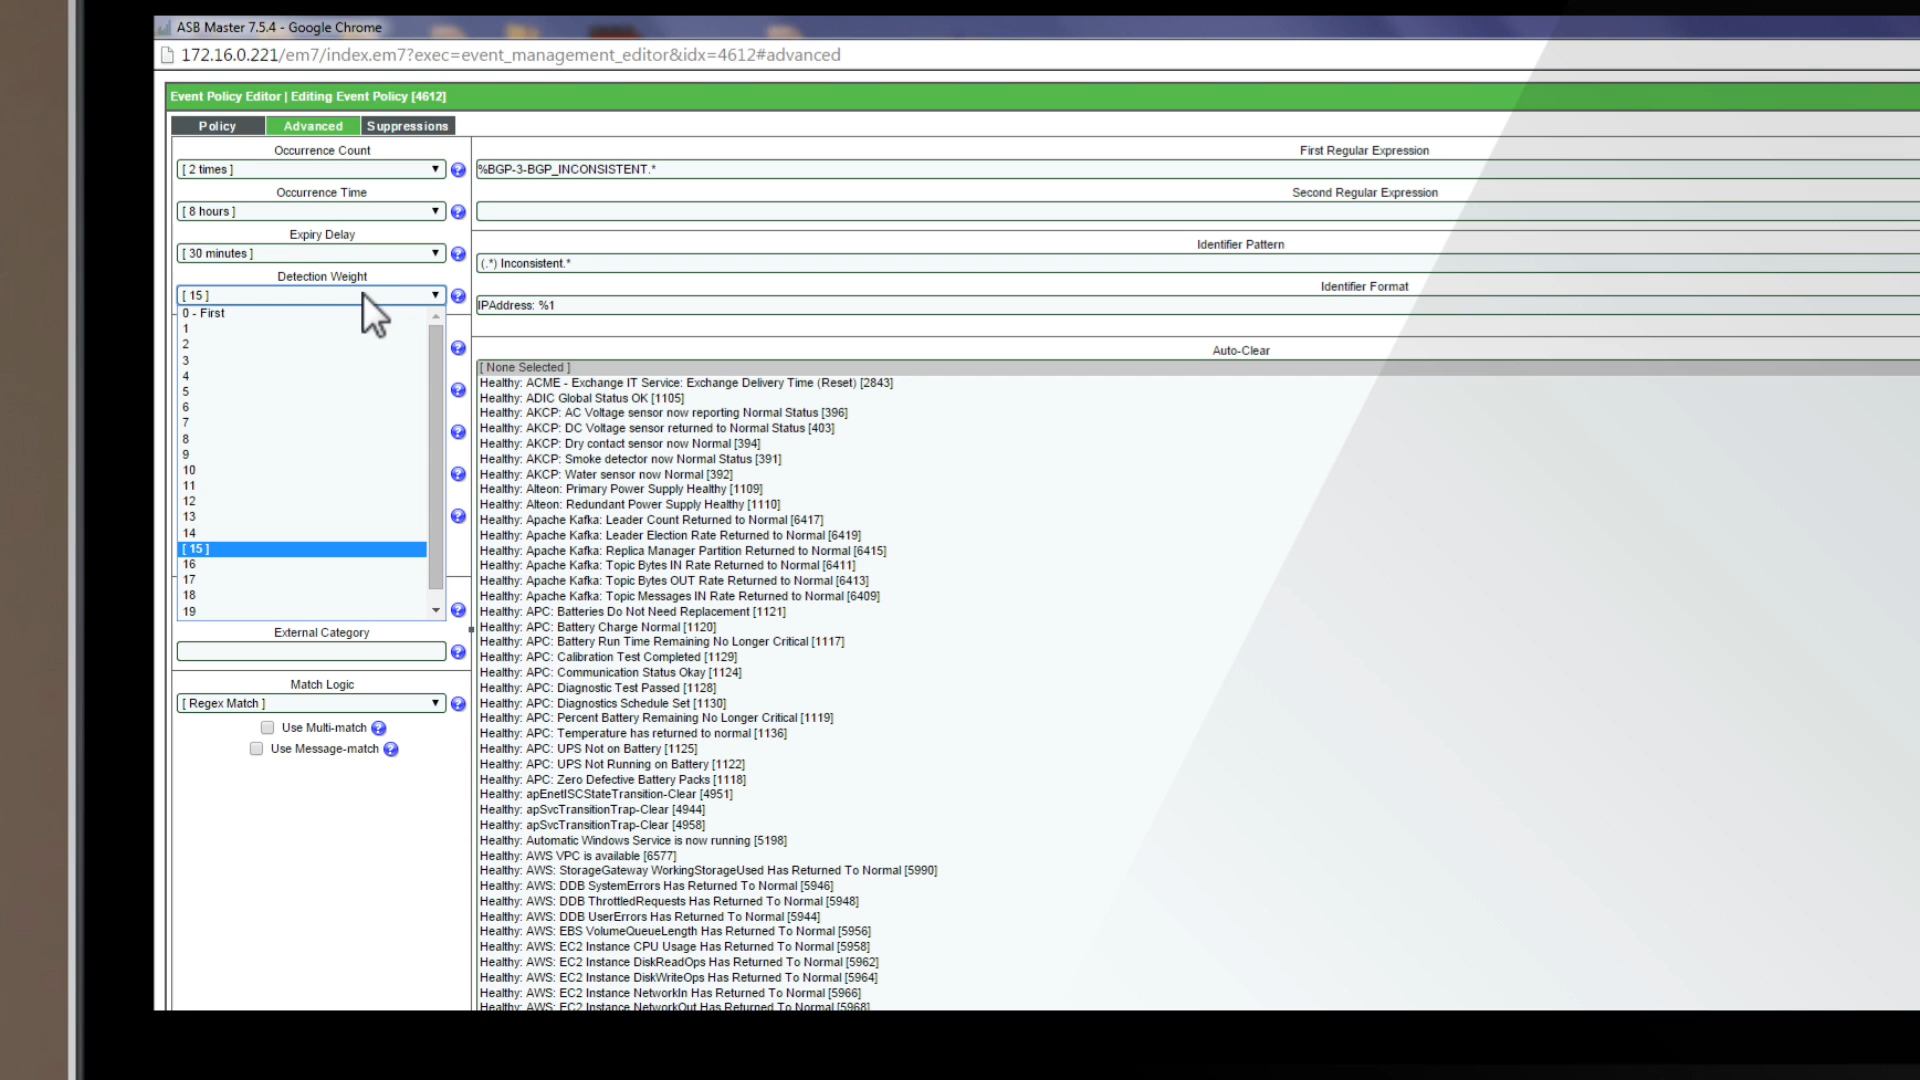 ASB Master 7.5.4 - Google Chrome
172.16.0.221/em7/index.em7?exec=event_management_editor&idx=4612#advanced
Event Policy Editor | Editing Event Policy [4612]
Policy
Advanced
Suppressions
Occurrence Count
[ 2 times ]
Occurrence Time
[ 8 hours ]
Expiry Delay
[ 30 minutes ]
Detection Weight
[ 15 ]
0 - First
1
2
3
4
5
6
7
8
9
10
11
12
13
14
[ 15 ]
16
17
18
19
External Category
Match Logic
[ Regex Match ]
Use Multi-match
Use Message-match
First Regular Expression
%BGP-3-BGP_INCONSISTENT.*
Second Regular Expression
Identifier Pattern
(.*) Inconsistent.*
Identifier Format
IPAddress: %1
Auto-Clear
[ None Selected ]
Healthy: ACME - Exchange IT Service: Exchange Delivery Time (Reset) [2843]
Healthy: ADIC Global Status OK [1105]
Healthy: AKCP: AC Voltage sensor now reporting Normal Status [396]
Healthy: AKCP: DC Voltage sensor returned to Normal Status [403]
Healthy: AKCP: Dry contact sensor now Normal [394]
Healthy: AKCP: Smoke detector now Normal Status [391]
Healthy: AKCP: Water sensor now Normal [392]
Healthy: Alteon: Primary Power Supply Healthy [1109]
Healthy: Alteon: Redundant Power Supply Healthy [1110]
Healthy: Apache Kafka: Leader Count Returned to Normal [6417]
Healthy: Apache Kafka: Leader Election Rate Returned to Normal [6419]
Healthy: Apache Kafka: Replica Manager Partition Returned to Normal [6415]
Healthy: Apache Kafka: Topic Bytes IN Rate Returned to Normal [6411]
Healthy: Apache Kafka: Topic Bytes OUT Rate Returned to Normal [6413]
Healthy: Apache Kafka: Topic Messages IN Rate Returned to Normal [6409]
Healthy: APC: Batteries Do Not Need Replacement [1121]
Healthy: APC: Battery Charge Normal [1120]
Healthy: APC: Battery Run Time Remaining No Longer Critical [1117]
Healthy: APC: Calibration Test Completed [1129]
Healthy: APC: Communication Status Okay [1124]
Healthy: APC: Diagnostic Test Passed [1128]
Healthy: APC: Diagnostics Schedule Set [1130]
Healthy: APC: Percent Battery Remaining No Longer Critical [1119]
Healthy: APC: Temperature has returned to normal [1136]
Healthy: APC: UPS Not on Battery [1125]
Healthy: APC: UPS Not Running on Battery [1122]
Healthy: APC: Zero Defective Battery Packs [1118]
Healthy: apEnetISCStateTransition-Clear [4951]
Healthy: apSvcTransitionTrap-Clear [4944]
Healthy: apSvcTransitionTrap-Clear [4958]
Healthy: Automatic Windows Service is now running [5198]
Healthy: AWS VPC is available [6577]
Healthy: AWS: StorageGateway WorkingStorageUsed Has Returned To Normal [5990]
Healthy: AWS: DDB SystemErrors Has Returned To Normal [5946]
Healthy: AWS: DDB ThrottledRequests Has Returned To Normal [5948]
Healthy: AWS: DDB UserErrors Has Returned To Normal [5944]
Healthy: AWS: EBS VolumeQueueLength Has Returned To Normal [5956]
Healthy: AWS: EC2 Instance CPU Usage Has Returned To Normal [5958]
Healthy: AWS: EC2 Instance DiskReadOps Has Returned To Normal [5962]
Healthy: AWS: EC2 Instance DiskWriteOps Has Returned To Normal [5964]
Healthy: AWS: EC2 Instance NetworkIn Has Returned To Normal [5966]
Healthy: AWS: EC2 Instance NetworkOut Has Returned To Normal [5968]